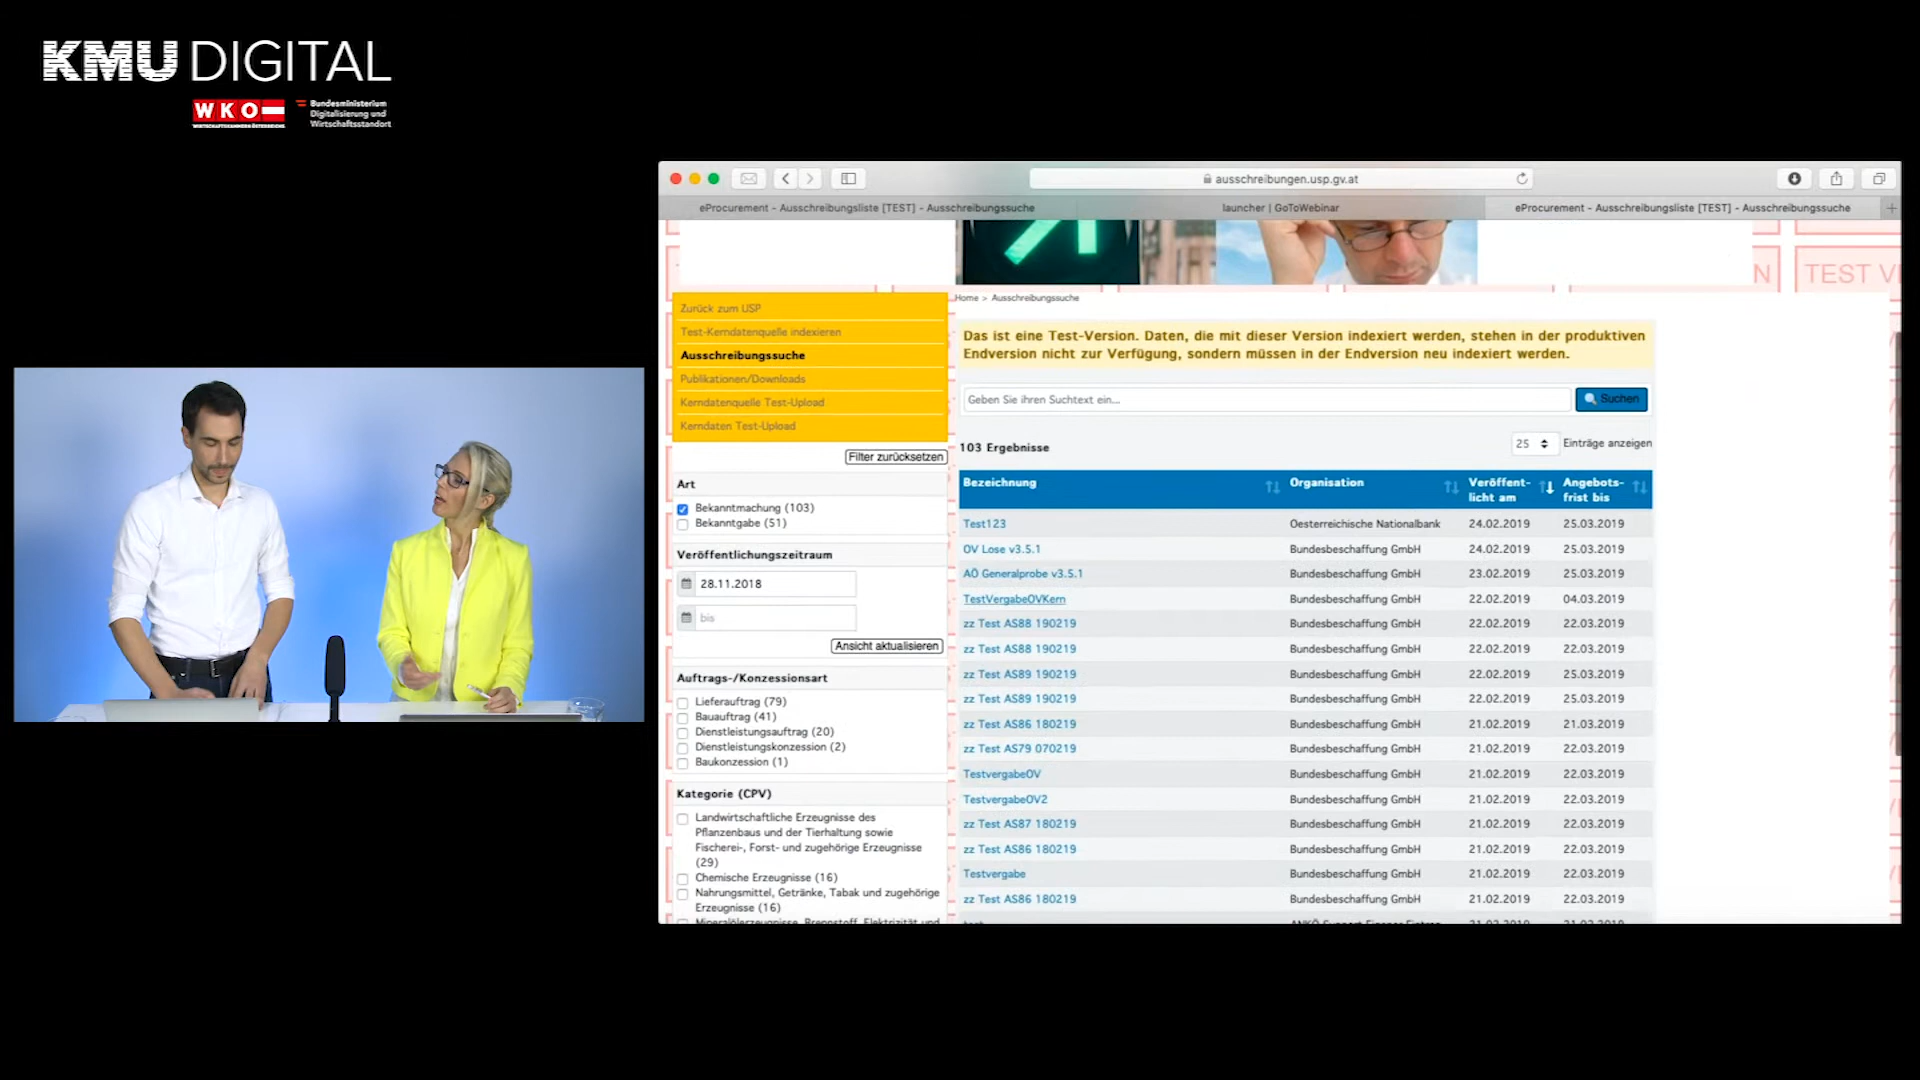 KMU DIGITAL
WKO
WIRTSCHAFTSKAMMERN ÖSTERREICHS
Bundesministerium
Digitalisierung und
Wirtschaftsstandort
ausschreibungen.usp.gv.at
eProcurement - Ausschreibungsliste [TEST] - Ausschreibungssuche
launcher | GoToWebinar
eProcurement - Ausschreibungsliste [TEST] - Ausschreibungssuche
TEST V
Home > Ausschreibungssuche
Zurück zum USP
Test-Kerndatenquelle indexieren
Ausschreibungssuche
Publikationen/Downloads
Kerndatenquelle Test-Upload
Kerndaten Test-Upload
Filter zurücksetzen
Art
Bekanntmachung (103)
Bekanntgabe (51)
Veröffentlichungszeitraum
28.11.2018
bis
Ansicht aktualisieren
Auftrags-/Konzessionsart
Lieferauftrag (79)
Bauauftrag (41)
Dienstleistungsauftrag (20)
Dienstleistungskonzession (2)
Baukonzession (1)
Kategorie (CPV)
Landwirtschaftliche Erzeugnisse des
Pflanzenbaus und der Tierhaltung sowie
Fischerei-, Forst- und zugehörige Erzeugnisse
(29)
Chemische Erzeugnisse (16)
Nahrungsmittel, Getränke, Tabak und zugehörige
Erzeugnisse (16)
Mineralölerzeugnisse, Brennstoff, Elektrizität und
Das ist eine Test-Version. Daten, die mit dieser Version indexiert werden, stehen in der produktiven
Endversion nicht zur Verfügung, sondern müssen in der Endversion neu indexiert werden.
Geben Sie ihren Suchtext ein...
Suchen
103 Ergebnisse
25 Einträge anzeigen
Bezeichnung Organisation Veröffent-licht am Angebots-frist bis
Test123 Oesterreichische Nationalbank 24.02.2019 25.03.2019
OV Lose v3.5.1 Bundesbeschaffung GmbH 24.02.2019 25.03.2019
AÖ Generalprobe v3.5.1 Bundesbeschaffung GmbH 23.02.2019 25.03.2019
TestVergabeOVKern Bundesbeschaffung GmbH 22.02.2019 04.03.2019
zz Test AS88 190219 Bundesbeschaffung GmbH 22.02.2019 22.03.2019
zz Test AS88 190219 Bundesbeschaffung GmbH 22.02.2019 22.03.2019
zz Test AS89 190219 Bundesbeschaffung GmbH 22.02.2019 25.03.2019
zz Test AS89 190219 Bundesbeschaffung GmbH 22.02.2019 25.03.2019
zz Test AS86 180219 Bundesbeschaffung GmbH 21.02.2019 21.03.2019
zz Test AS79 070219 Bundesbeschaffung GmbH 21.02.2019 22.03.2019
TestvergabeOV Bundesbeschaffung GmbH 21.02.2019 22.03.2019
TestvergabeOV2 Bundesbeschaffung GmbH 21.02.2019 22.03.2019
zz Test AS87 180219 Bundesbeschaffung GmbH 21.02.2019 22.03.2019
zz Test AS86 180219 Bundesbeschaffung GmbH 21.02.2019 22.03.2019
Testvergabe Bundesbeschaffung GmbH 21.02.2019 22.03.2019
zz Test AS86 180219 Bundesbeschaffung GmbH 21.02.2019 22.03.2019